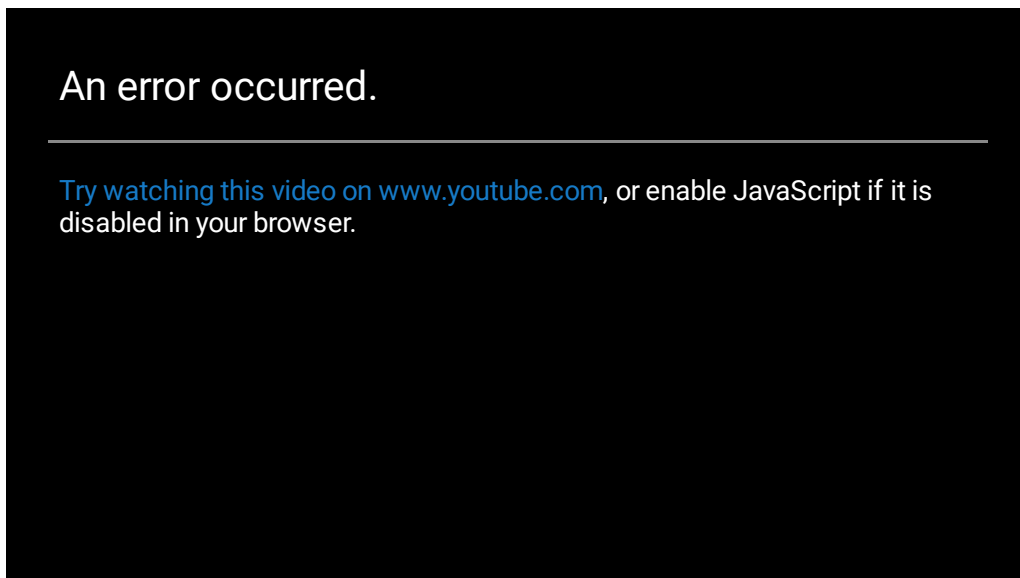 An error occurred.
Try watching this video on www.youtube.com, or enable JavaScript if it is
disabled in your browser.